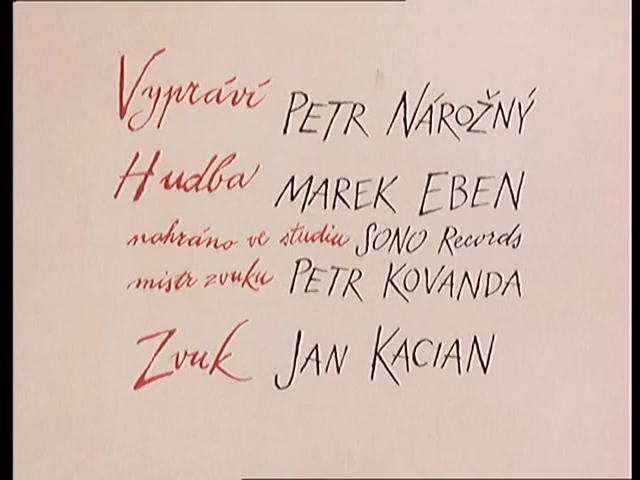 Vypráví PETR NÁROŽNÝ
Hudba MAREK EBEN
nahráno ve studiu SONO Records
mistr zvuku PETR KOVANDA
Zvuk JAN KACIAN